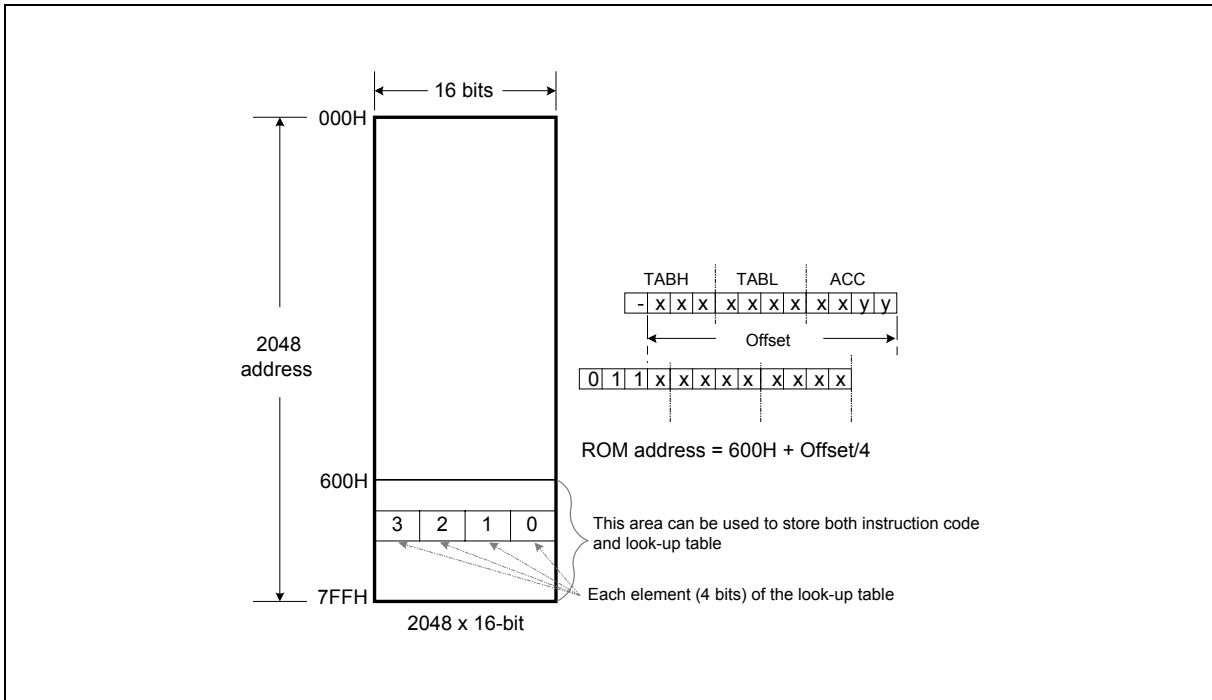 16 bits
000H
TABH TABL ACC
- x x x x x x x x x y y
Offset
2048
address
0 1 1 x x x x x x x x x
ROM address = 600H + Offset/4
600H
3 2 1 0
This area can be used to store both instruction code
and look-up table
Each element (4 bits) of the look-up table
7FFH
2048 x 16-bit